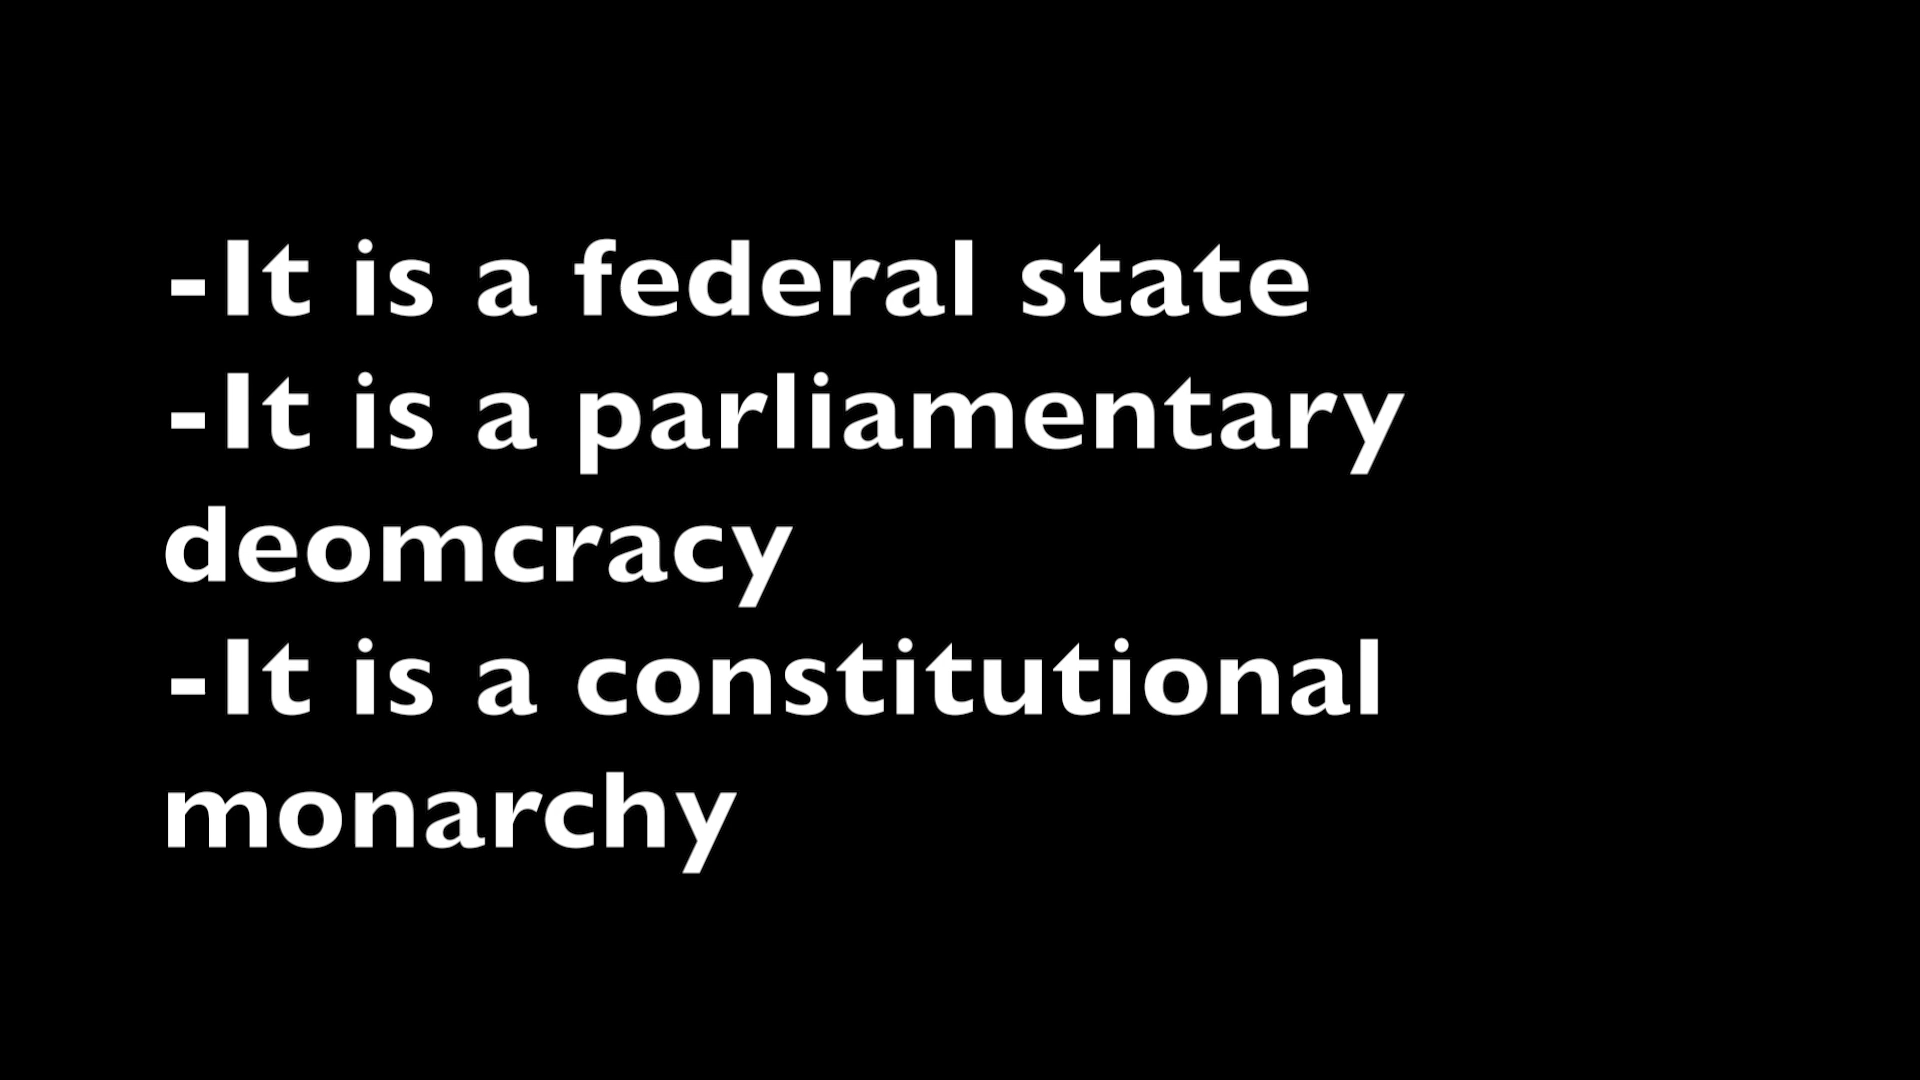 -It is a federal state
-It is a parliamentary
deomcracy
-It is a constitutional
monarchy